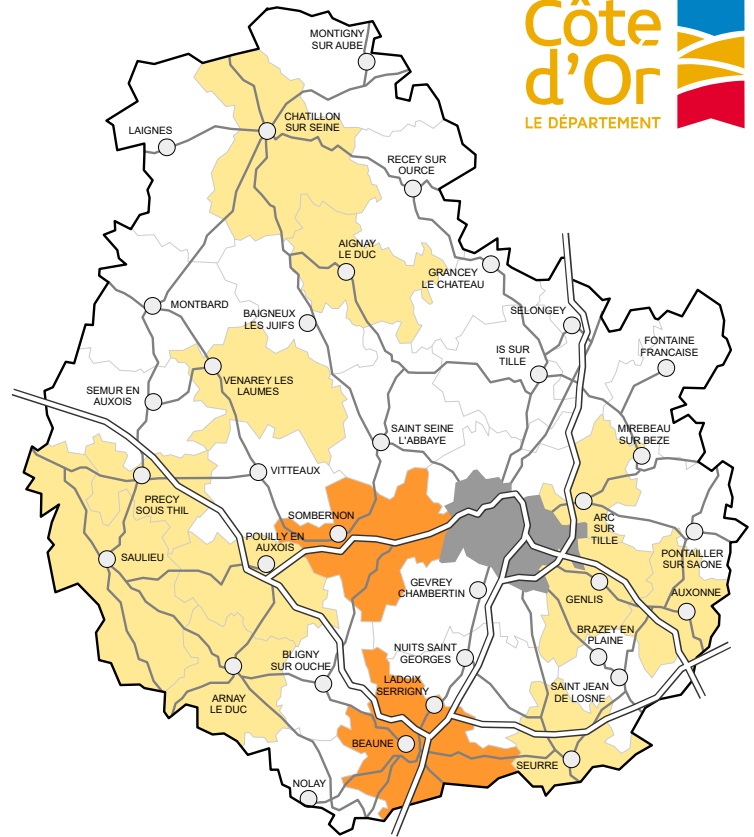 Côte
d'Or
LE DÉPARTEMENT
MONTIGNY
SUR AUBE
CHATILLON
SUR SEINE
LAIGNES
RECEY SUR
OURCE
AIGNAY
LE DUC
GRANCEY
LE CHATEAU
MONTBARD
BAIGNEUX
LES JUIFS
SELONGEY
FONTAINE
FRANCAISE
IS SUR
TILLE
VENAREY LES
LAUMES
SEMUR EN
AUXOIS
SAINT SEINE
L'ABBAYE
MIREBEAU
SUR BEZE
VITTEAUX
PRECY
SOUS THIL
SOMBERNON
ARC
SUR
TILLE
POUILLY EN
AUXOIS
SAULIEU
PONTAILLER
SUR SAONE
GEVREY
CHAMBERTIN
GENLIS
AUXONNE
BRAZEY EN
PLAINE
NUITS SAINT
GEORGES
BLIGNY
SUR OUCHE
LADOIX
SERRIGNY
SAINT JEAN
DE LOSNE
ARNAY
LE DUC
BEAUNE
SEURRE
NOLAY